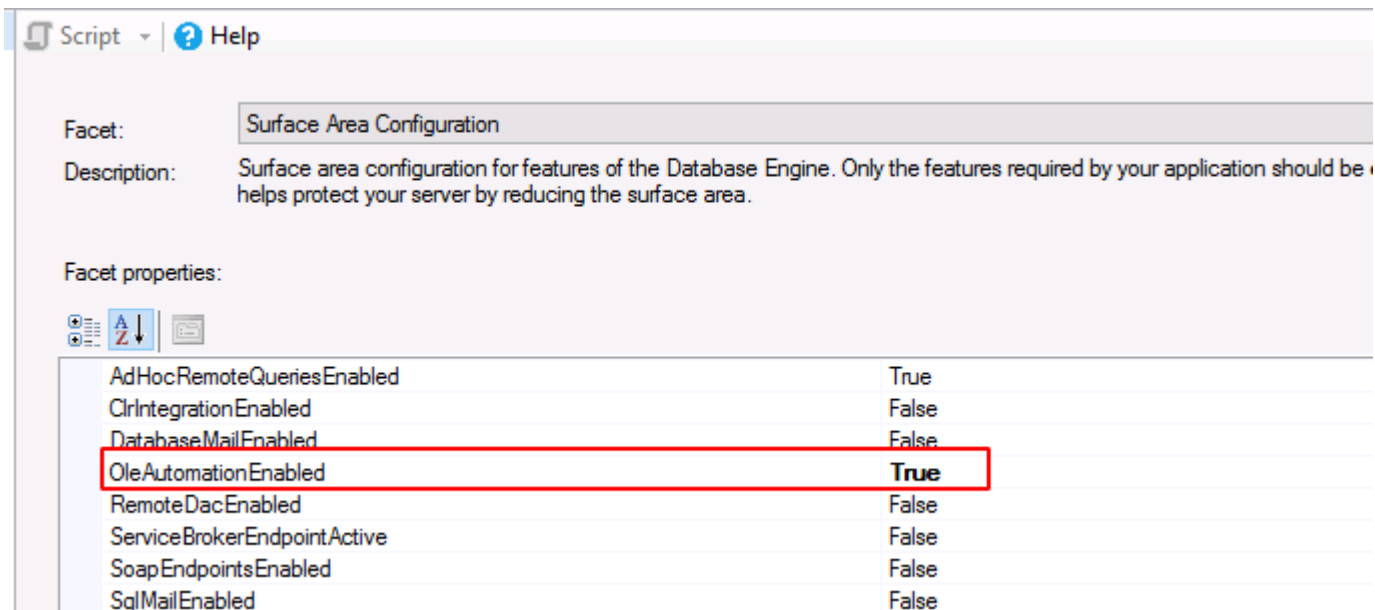 Script Help
Facet: Surface Area Configuration
Description: Surface area configuration for features of the Database Engine. Only the features required by your application should be
helps protect your server by reducing the surface area.
Facet properties:
AdHocRemoteQueriesEnabled True
ClrIntegrationEnabled False
DatabaseMailEnabled False
OleAutomationEnabled True
RemoteDacEnabled False
ServiceBrokerEndpointActive False
SoapEndpointsEnabled False
SqlMailEnabled False